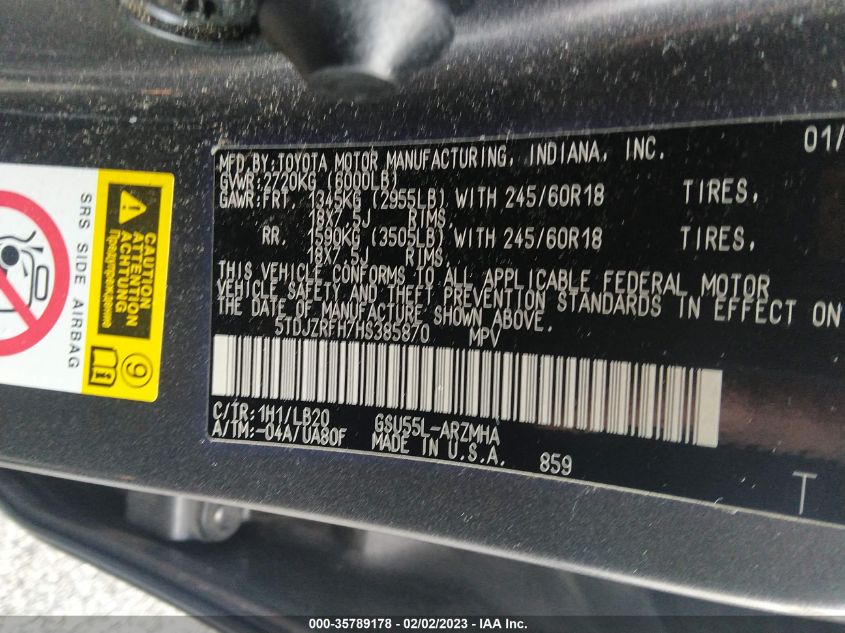 MFD. BY: TOYOTA MOTOR MANUFACTURING, INDIANA, INC. 01/
GVWR: 2720KG (6000LB)
GAWR: FRT. 1345KG (2955LB) WITH 245/60R18 TIRES,
18X7.5J RIMS
RR. 1590KG (3505LB) WITH 245/60R18 TIRES,
18X7.5J RIMS
THIS VEHICLE CONFORMS TO ALL APPLICABLE FEDERAL MOTOR
VEHICLE SAFETY AND THEFT PREVENTION STANDARDS IN EFFECT ON
THE DATE OF MANUFACTURE SHOWN ABOVE.
5TDJZRFH7HS385870 MPV
C/TR: 1H1/LB20 GSU55L-ARZMHA
A/TM:-04A/UA80F MADE IN U.S.A. 859
T
SRS SIDE AIRBAG
CAUTION
ATTENTION
ACHTUNG
Предупреждение
9
000-35789178 - 02/02/2023 - IAA Inc.